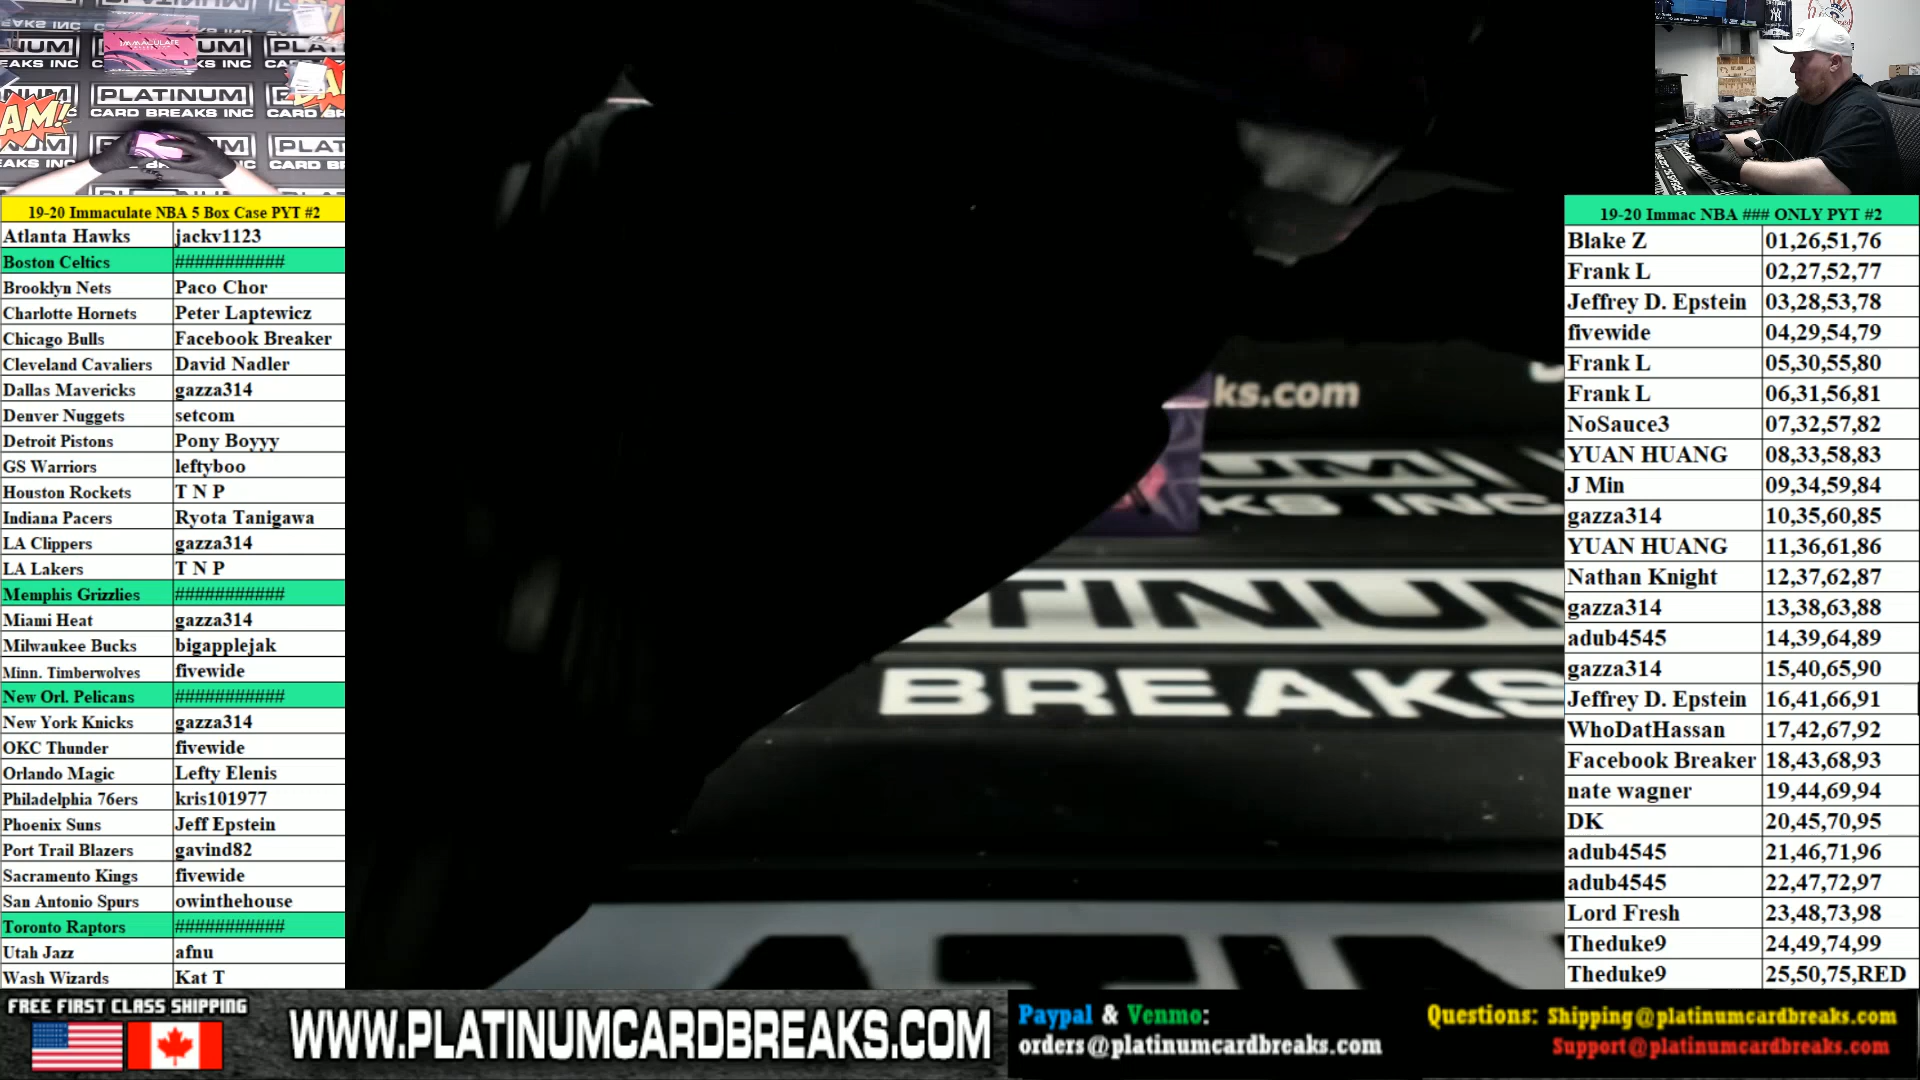 19-20 Immaculate NBA 5 Box Case PYT #2
Atlanta Hawks jackv1123
Boston Celtics ###########
Brooklyn Nets Paco Chor
Charlotte Hornets Peter Laptewicz
Chicago Bulls Facebook Breaker
Cleveland Cavaliers David Nadler
Dallas Mavericks gazza314
Denver Nuggets setcom
Detroit Pistons Pony Boyyy
GS Warriors leftyboo
Houston Rockets T N P
Indiana Pacers Ryota Tanigawa
LA Clippers gazza314
LA Lakers T N P
Memphis Grizzlies ###########
Miami Heat gazza314
Milwaukee Bucks bigapplejak
Minn. Timberwolves fivewide
New Orl. Pelicans ###########
New York Knicks gazza314
OKC Thunder fivewide
Orlando Magic Lefty Elenis
Philadelphia 76ers kris101977
Phoenix Suns Jeff Epstein
Port Trail Blazers gavind82
Sacramento Kings fivewide
San Antonio Spurs owinthehouse
Toronto Raptors ###########
Utah Jazz afnu
Wash Wizards Kat T
PLATINUM
CARD BREAKS INC
ks.com
UM
KS INC
TINUM
BREAKS
19-20 Immac NBA ### ONLY PYT #2
Blake Z 01,26,51,76
Frank L 02,27,52,77
Jeffrey D. Epstein 03,28,53,78
fivewide 04,29,54,79
Frank L 05,30,55,80
Frank L 06,31,56,81
NoSauce3 07,32,57,82
YUAN HUANG 08,33,58,83
J Min 09,34,59,84
gazza314 10,35,60,85
YUAN HUANG 11,36,61,86
Nathan Knight 12,37,62,87
gazza314 13,38,63,88
adub4545 14,39,64,89
gazza314 15,40,65,90
Jeffrey D. Epstein 16,41,66,91
WhoDatHassan 17,42,67,92
Facebook Breaker 18,43,68,93
nate wagner 19,44,69,94
DK 20,45,70,95
adub4545 21,46,71,96
adub4545 22,47,72,97
Lord Fresh 23,48,73,98
Theduke9 24,49,74,99
Theduke9 25,50,75,RED
FREE FIRST CLASS SHIPPING
WWW.PLATINUMCARDBREAKS.COM
Paypal & Venmo:
orders@platinumcardbreaks.com
Questions: Shipping@platinumcardbreaks.com
Support@platinumcardbreaks.com